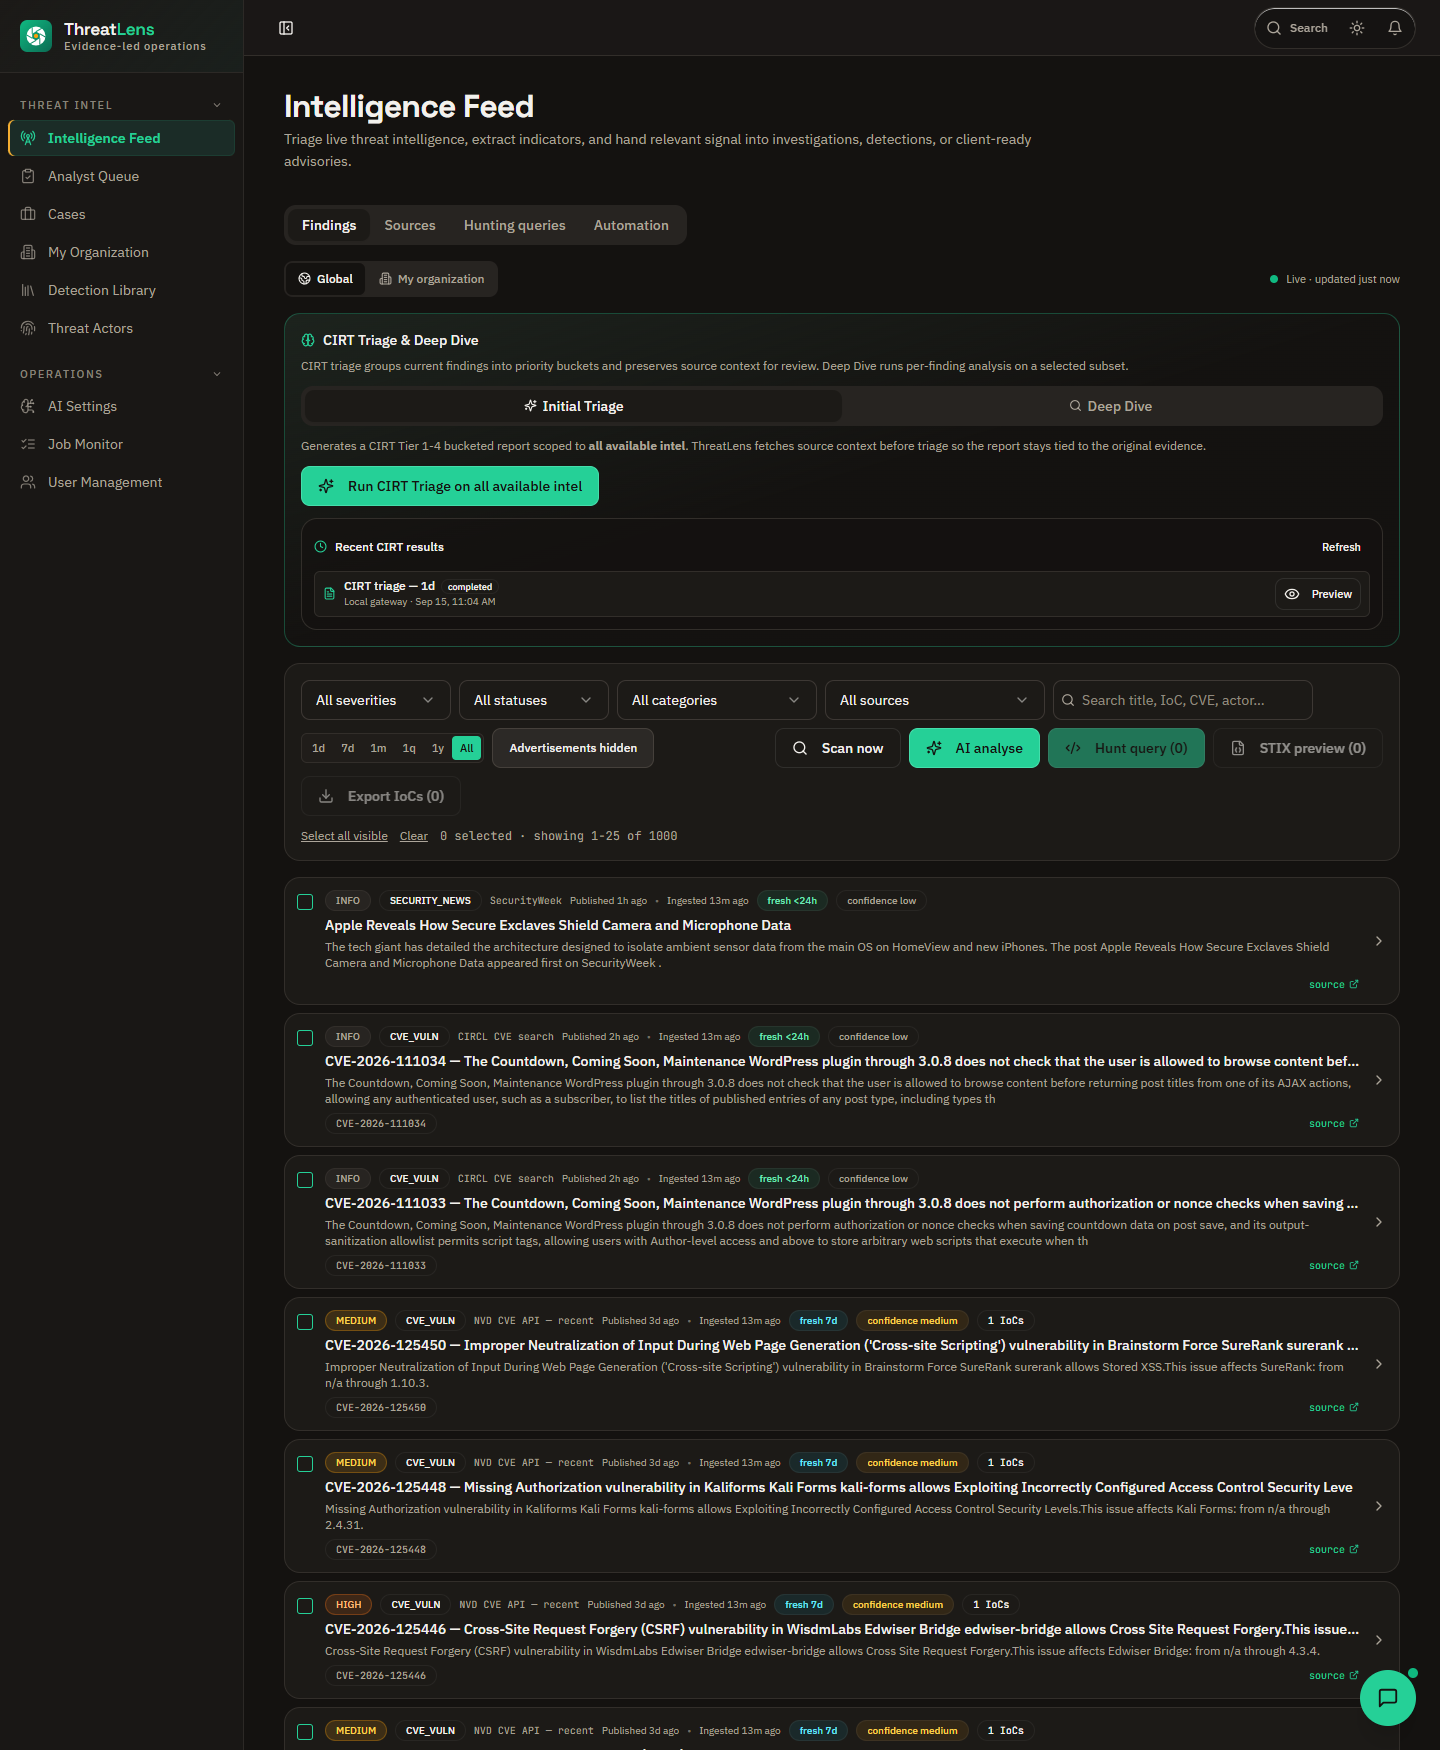 ThreatLens
Evidence-led operations
Search
THREAT INTEL
Intelligence Feed
Analyst Queue
Cases
My Organization
Detection Library
Threat Actors
OPERATIONS
AI Settings
Job Monitor
User Management
Intelligence Feed
Triage live threat intelligence, extract indicators, and hand relevant signal into investigations, detections, or client-ready
advisories.
Findings Sources Hunting queries Automation
Global My organization
Live · updated just now
CIRT Triage & Deep Dive
CIRT triage groups current findings into priority buckets and preserves source context for review. Deep Dive runs per-finding analysis on a selected subset.
Initial Triage Deep Dive
Generates a CIRT Tier 1-4 bucketed report scoped to all available intel. ThreatLens fetches source context before triage so the report stays tied to the original evidence.
Run CIRT Triage on all available intel
Recent CIRT results Refresh
CIRT triage — 1d completed
Local gateway · Sep 15, 11:04 AM
Preview
All severities All statuses All categories All sources Search title, IoC, CVE, actor...
1d 7d 1m 1q 1y All Advertisements hidden Scan now AI analyse Hunt query (0) STIX preview (0)
Export IoCs (0)
Select all visible Clear 0 selected · showing 1-25 of 1000
INFO SECURITY_NEWS SecurityWeek Published 1h ago • Ingested 13m ago fresh <24h confidence low
Apple Reveals How Secure Exclaves Shield Camera and Microphone Data
The tech giant has detailed the architecture designed to isolate ambient sensor data from the main OS on HomeView and new iPhones. The post Apple Reveals How Secure Exclaves Shield
Camera and Microphone Data appeared first on SecurityWeek .
source
INFO CVE_VULN CIRCL CVE search Published 2h ago • Ingested 13m ago fresh <24h confidence low
CVE-2026-111034 — The Countdown, Coming Soon, Maintenance WordPress plugin through 3.0.8 does not check that the user is allowed to browse content bef...
The Countdown, Coming Soon, Maintenance WordPress plugin through 3.0.8 does not check that the user is allowed to browse content before returning post titles from one of its AJAX actions,
allowing any authenticated user, such as a subscriber, to list the titles of published entries of any post type, including types th
CVE-2026-111034
source
INFO CVE_VULN CIRCL CVE search Published 2h ago • Ingested 13m ago fresh <24h confidence low
CVE-2026-111033 — The Countdown, Coming Soon, Maintenance WordPress plugin through 3.0.8 does not perform authorization or nonce checks when saving ...
The Countdown, Coming Soon, Maintenance WordPress plugin through 3.0.8 does not perform authorization or nonce checks when saving countdown data on post save, and its output-
sanitization allowlist permits script tags, allowing users with Author-level access and above to store arbitrary web scripts that execute when th
CVE-2026-111033
source
MEDIUM CVE_VULN NVD CVE API — recent Published 3d ago • Ingested 13m ago fresh 7d confidence medium 1 IoCs
CVE-2026-125450 — Improper Neutralization of Input During Web Page Generation ('Cross-site Scripting') vulnerability in Brainstorm Force SureRank surerank ...
Improper Neutralization of Input During Web Page Generation ('Cross-site Scripting') vulnerability in Brainstorm Force SureRank surerank allows Stored XSS.This issue affects SureRank: from
n/a through 1.10.3.
CVE-2026-125450
source
MEDIUM CVE_VULN NVD CVE API — recent Published 3d ago • Ingested 13m ago fresh 7d confidence medium 1 IoCs
CVE-2026-125448 — Missing Authorization vulnerability in Kaliforms Kali Forms kali-forms allows Exploiting Incorrectly Configured Access Control Security Leve
Missing Authorization vulnerability in Kaliforms Kali Forms kali-forms allows Exploiting Incorrectly Configured Access Control Security Levels.This issue affects Kali Forms: from n/a through
2.4.31.
CVE-2026-125448
source
HIGH CVE_VULN NVD CVE API — recent Published 3d ago • Ingested 13m ago fresh 7d confidence medium 1 IoCs
CVE-2026-125446 — Cross-Site Request Forgery (CSRF) vulnerability in WisdmLabs Edwiser Bridge edwiser-bridge allows Cross Site Request Forgery.This issue...
Cross-Site Request Forgery (CSRF) vulnerability in WisdmLabs Edwiser Bridge edwiser-bridge allows Cross Site Request Forgery.This issue affects Edwiser Bridge: from n/a through 4.3.4.
CVE-2026-125446
source
MEDIUM CVE_VULN NVD CVE API — recent Published 3d ago • Ingested 13m ago fresh 7d confidence medium 1 IoCs